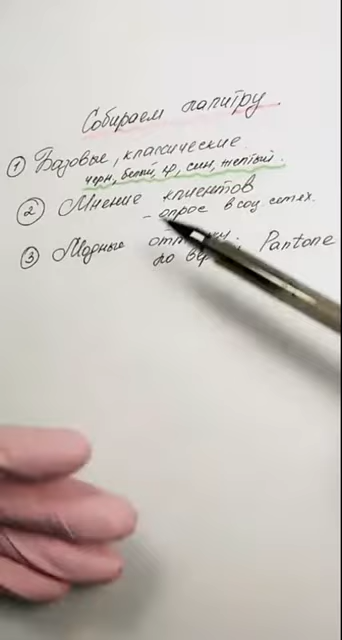 Собираем палитру.
① Базовые, классические
черн, белый, кр, син, желтый.
② Мнение клиентов
- опрос в соц сетях.
③ Модные Pantone
по